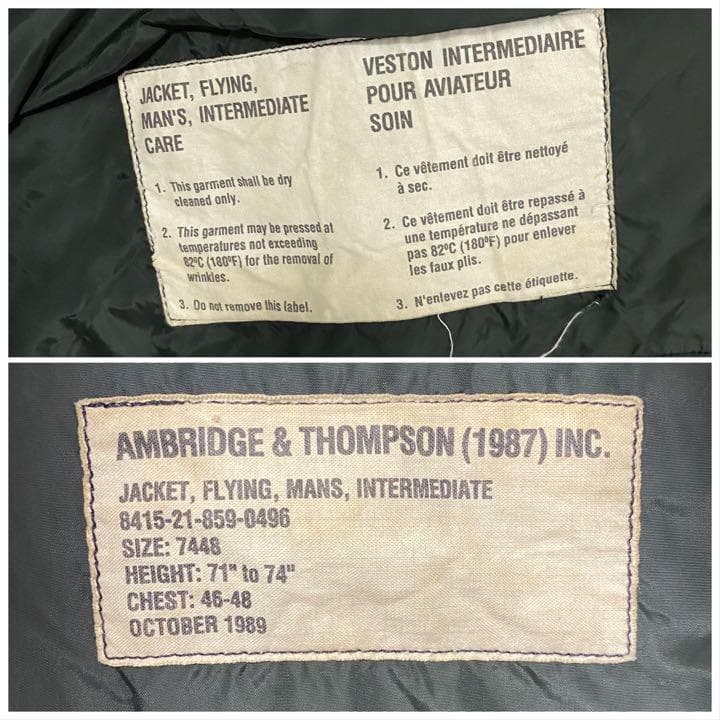 JACKET, FLYING,
MAN'S, INTERMEDIATE
CARE
1. This garment shall be dry
cleaned only.
2. This garment may be pressed at
temperatures not exceeding
82ºC (180ºF) for the removal of
wrinkles.
3. Do not remove this label.
VESTON INTERMEDIAIRE
POUR AVIATEUR
SOIN
1. Ce vêtement doit être nettoyé
à sec.
2. Ce vêtement doit être repassé à
une température ne dépassant
pas 82ºC (180ºF) pour enlever
les faux plis.
3. N'enlevez pas cette étiquette.
AMBRIDGE & THOMPSON (1987) INC.
JACKET, FLYING, MANS, INTERMEDIATE
8415-21-859-0496
SIZE: 7448
HEIGHT: 71" to 74"
CHEST: 46-48
OCTOBER 1989